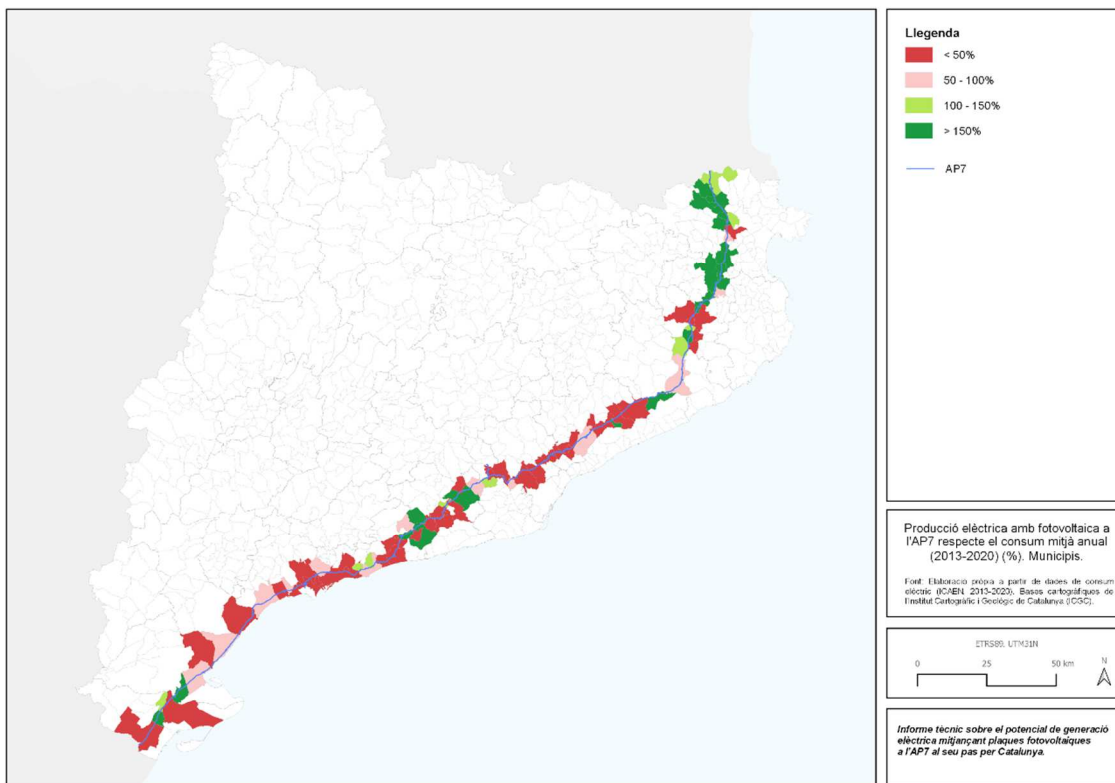 Llegenda
< 50%
50 - 100%
100 - 150%
> 150%
AP7
Producció elèctrica amb fotovoltaica a
l'AP7 respecte el consum mitjà anual
(2013-2020) (%). Municipis.
Font: Elaboració pròpia a partir de dades de consum
elèctric (ICAEN, 2013-2020). Bases cartogràfiques de
l'Institut Cartogràfic i Geològic de Catalunya (ICGC).
ETRS89, UTM31N
0 25 50 km
N
Informe tècnic sobre el potencial de generació
elèctrica mitjançant plaques fotovoltaiques
a l'AP7 al seu pas per Catalunya.